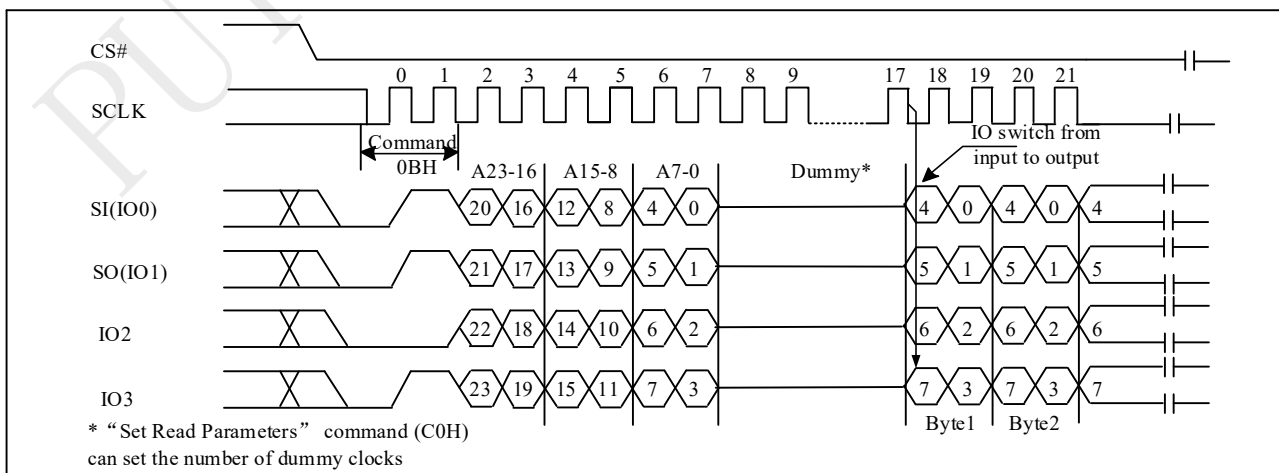 PUY
CS#
0 1 2 3 4 5 6 7 8 9 17 18 19 20 21
SCLK
Command
0BH
IO switch from
input to output
A23-16 A15-8 A7-0 Dummy*
SI(IO0) 20 16 12 8 4 0 4 0 4 0 4
SO(IO1) 21 17 13 9 5 1 5 1 5 1 5
IO2 22 18 14 10 6 2 6 2 6 2 6
IO3 23 19 15 11 7 3 7 3 7 3 7
Byte1 Byte2
* “Set Read Parameters” command (C0H)
can set the number of dummy clocks